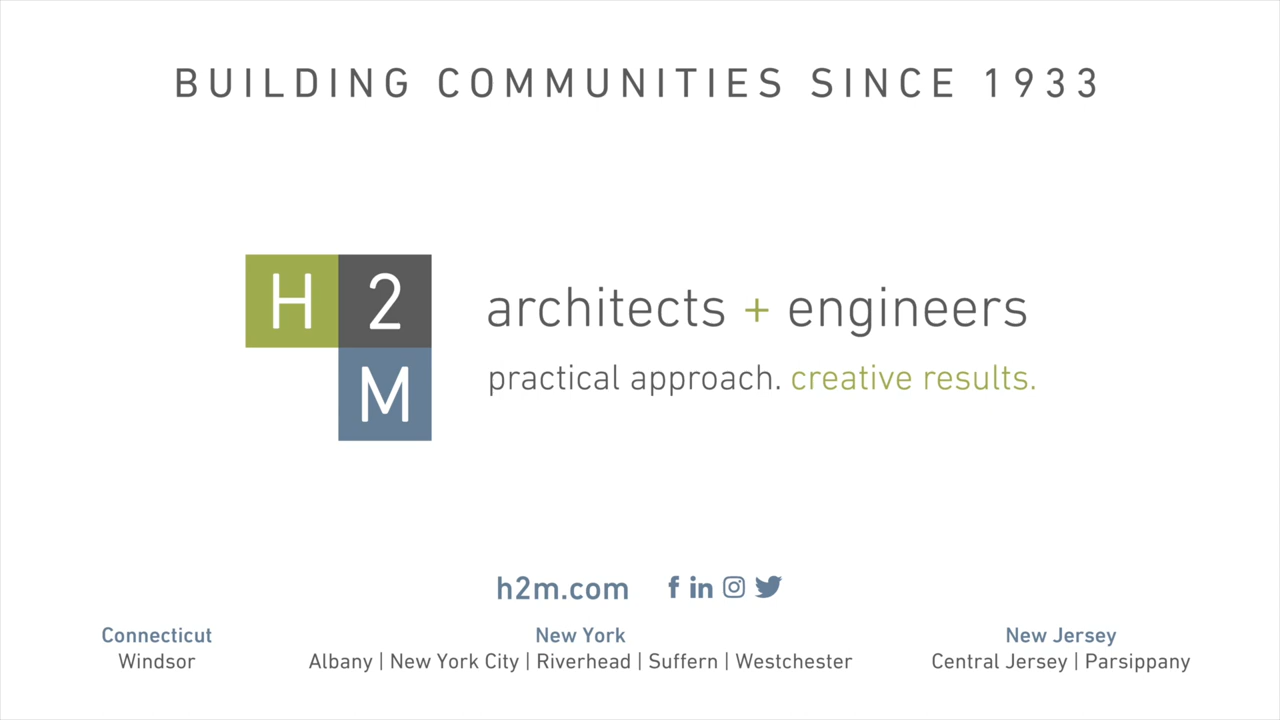 BUILDING COMMUNITIES SINCE 1933
H2
M
architects + engineers
practical approach. creative results.
h2m.com
Connecticut
Windsor
New York
Albany | New York City | Riverhead | Suffern | Westchester
New Jersey
Central Jersey | Parsippany